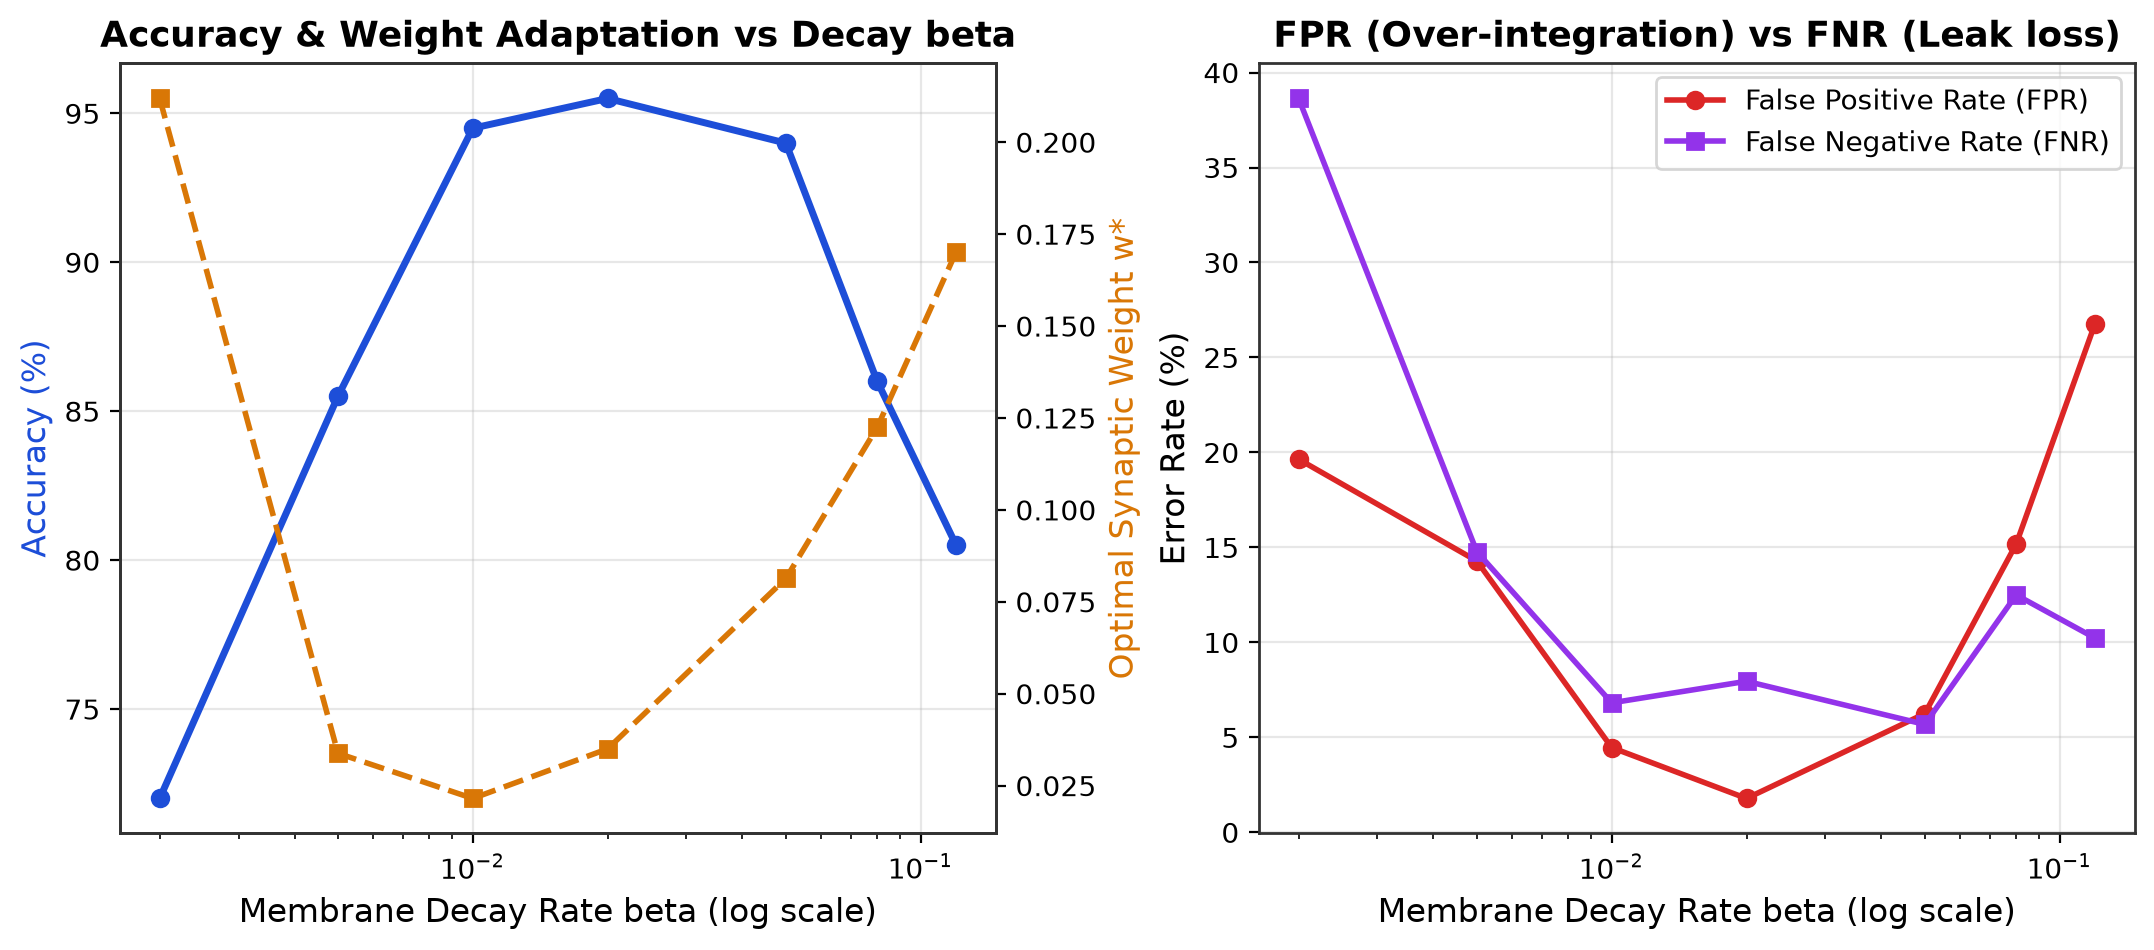 Accuracy & Weight Adaptation vs Decay beta
95
90
85
80
75
Accuracy (%)
0.200
0.175
0.150
0.125
0.100
0.075
0.050
0.025
Optimal Synaptic Weight w*
10⁻²
10⁻¹
Membrane Decay Rate beta (log scale)
FPR (Over-integration) vs FNR (Leak loss)
False Positive Rate (FPR)
False Negative Rate (FNR)
40
35
30
25
20
15
10
5
0
Error Rate (%)
10⁻²
10⁻¹
Membrane Decay Rate beta (log scale)